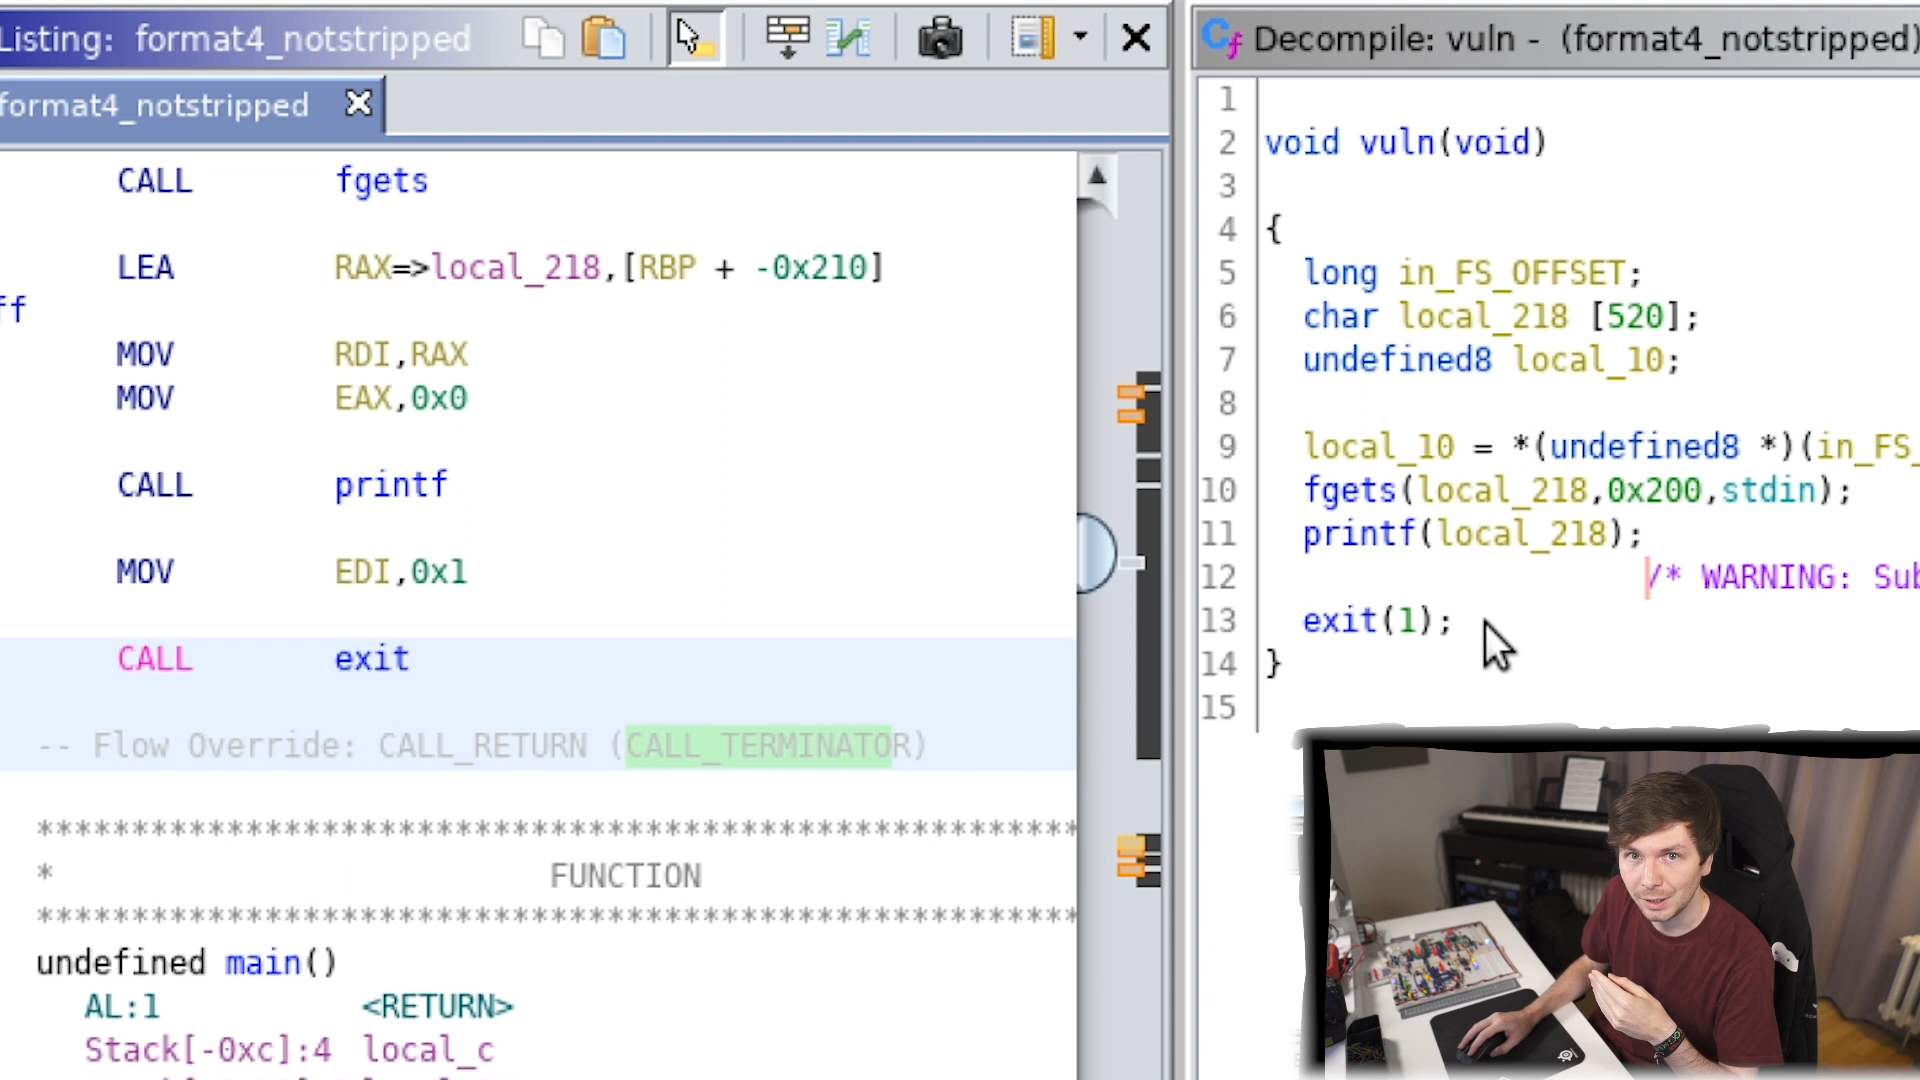 Listing: format4_notstripped
format4_notstripped
CALL fgets
LEA RAX=>local_218,[RBP + -0x210]
ff
MOV RDI,RAX
MOV EAX,0x0
CALL printf
MOV EDI,0x1
CALL exit
-- Flow Override: CALL_RETURN (CALL_TERMINATOR)
************************************************************
* FUNCTION
************************************************************
undefined main()
AL:1 <RETURN>
Stack[-0xc]:4 local_c
Decompile: vuln - (format4_notstripped)
1
2 void vuln(void)
3
4 {
5 long in_FS_OFFSET;
6 char local_218 [520];
7 undefined8 local_10;
8
9 local_10 = *(undefined8 *)(in_FS_
10 fgets(local_218,0x200,stdin);
11 printf(local_218);
12 /* WARNING: Sub
13 exit(1);
14 }
15